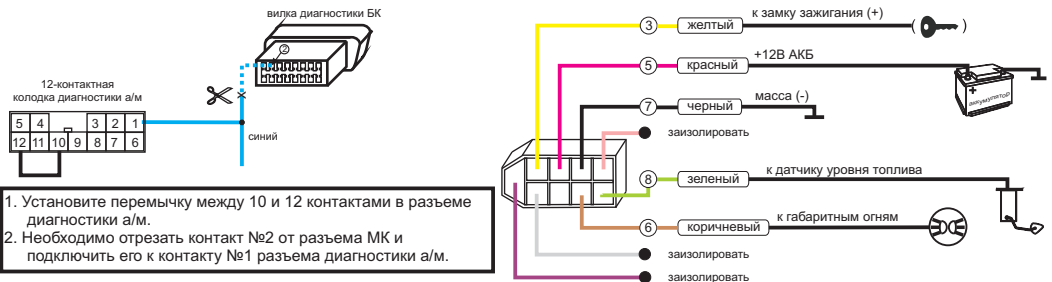 вилка диагностики БК
2
12-контактная
колодка диагностики а/м
5 4 3 2 1
12 11 10 9 8 7 6
синий
1. Установите перемычку между 10 и 12 контактами в разъеме
диагностики а/м.
2. Необходимо отрезать контакт №2 от разъема МК и
подключить его к контакту №1 разъема диагностики а/м.
3 желтый к замку зажигания (+)
5 красный +12В АКБ
+ -
аккумулятоР
7 черный масса (-)
заизолировать
8 зеленый к датчику уровня топлива
6 коричневый к габаритным огням
заизолировать
заизолировать